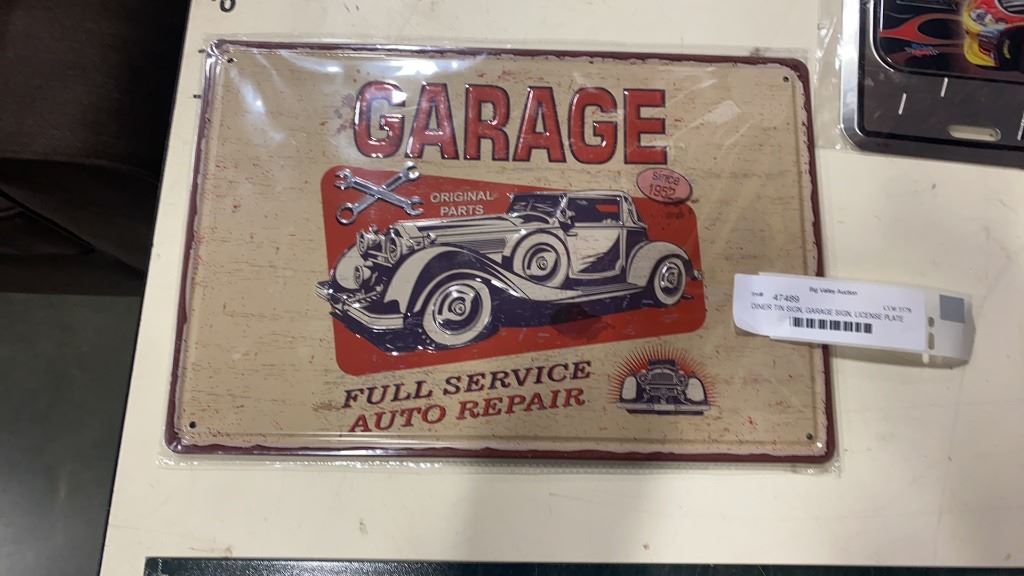 GARAGE
Since
1952
ORIGINAL
PARTS
FULL SERVICE
AUTO REPAIR
Big Valley Auction
47489
DINER TIN SIGN, GARAGE SIGN, LICENSE PLATE